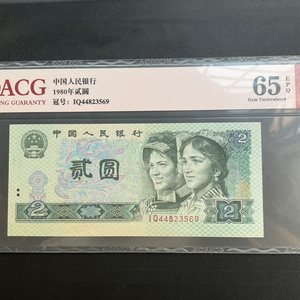 ACG
GUARANTY
中国人民银行
1980年贰圆
冠号: IQ44823569
65 EPQ
Gem Uncirculated
中国人民银行
贰圆
2
2
IQ44823569